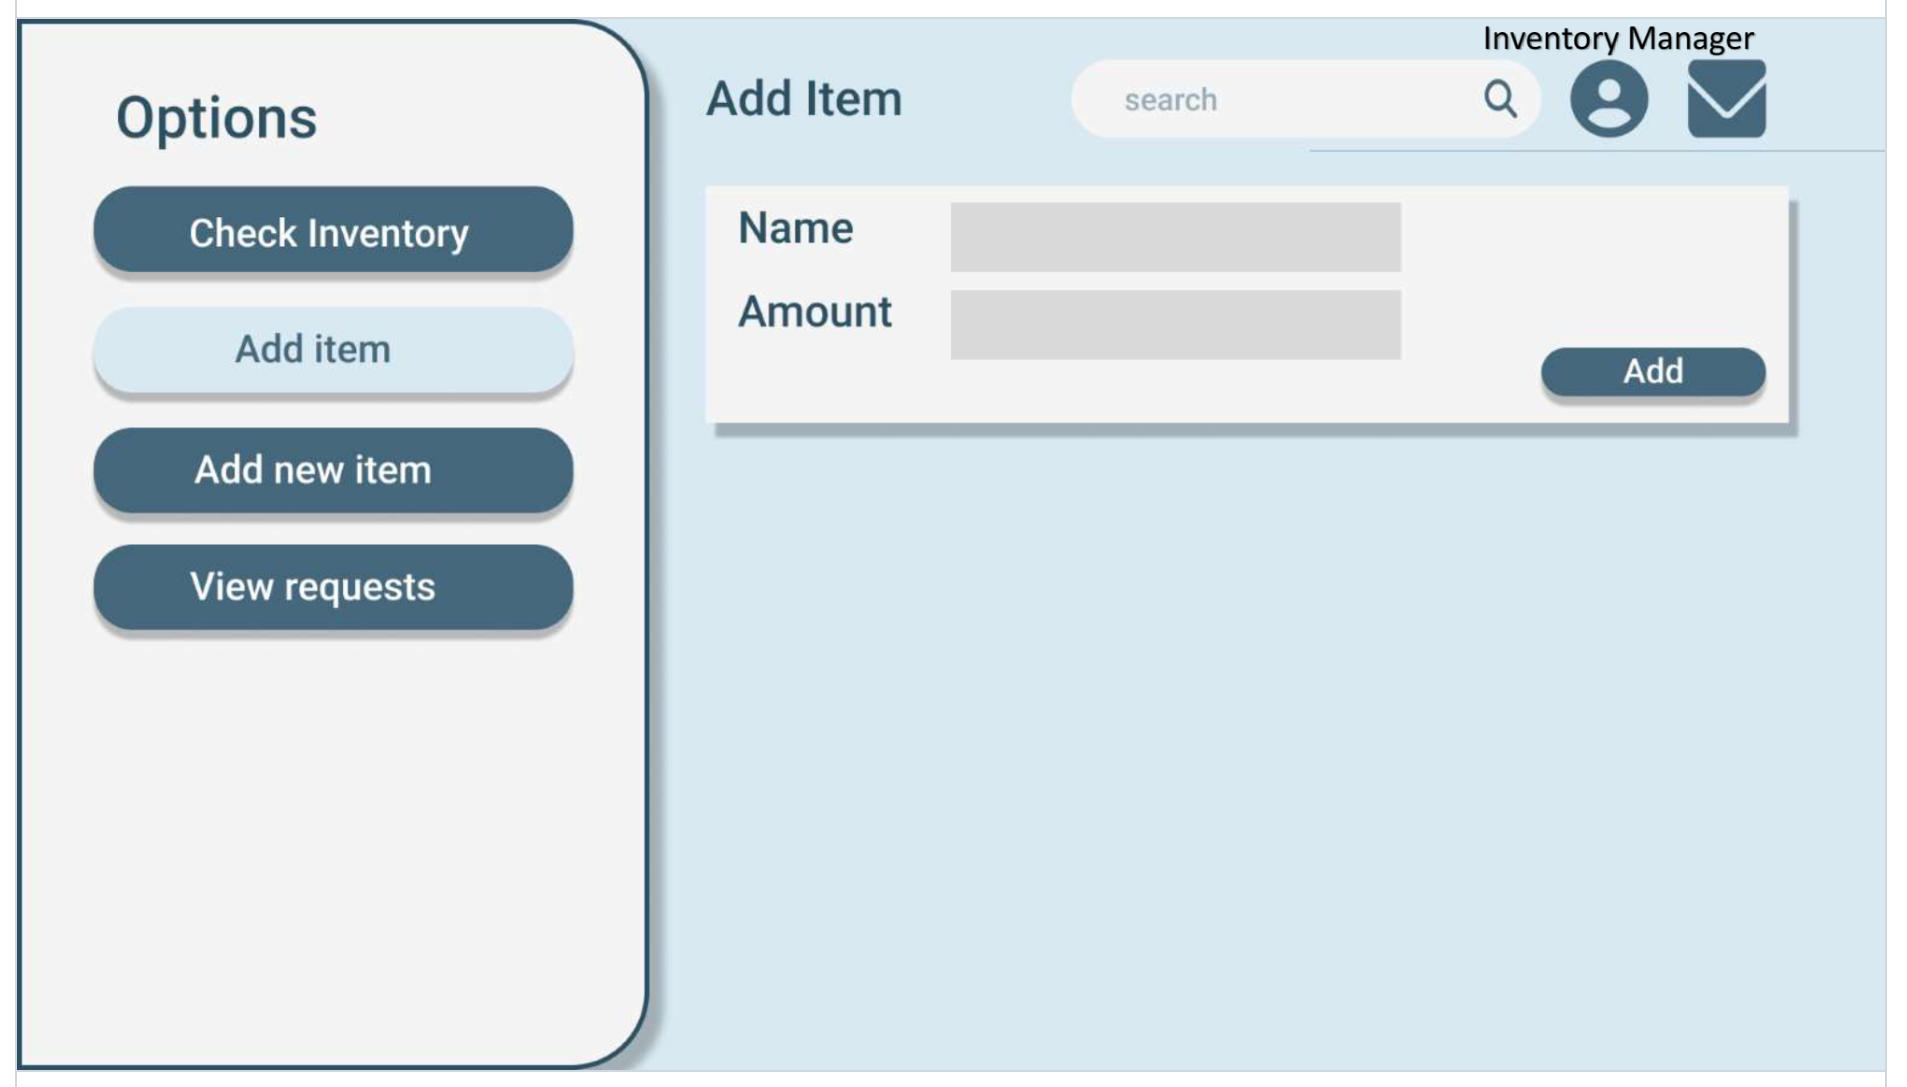 Inventory Manager
Options
Add Item
search
Check Inventory
Add item
Add new item
View requests
Name
Amount
Add